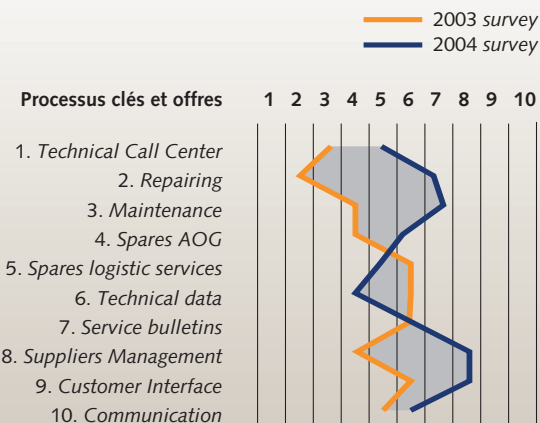 2003 survey
2004 survey
Processus clés et offres 1 2 3 4 5 6 7 8 9 10
1. Technical Call Center
2. Repairing
3. Maintenance
4. Spares AOG
5. Spares logistic services
6. Technical data
7. Service bulletins
8. Suppliers Management
9. Customer Interface
10. Communication